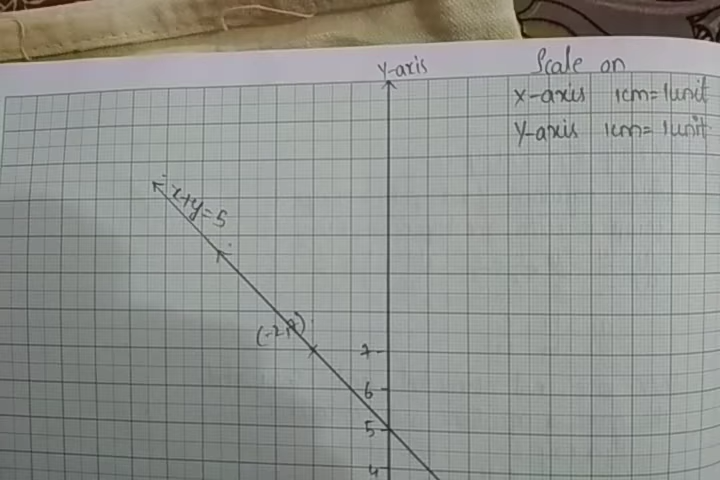 Y-axis
Scale on
x-axis 1cm=1unit
Y-axis 1cm=1unit
x+y=5
(-2,7)
7
6
5
4